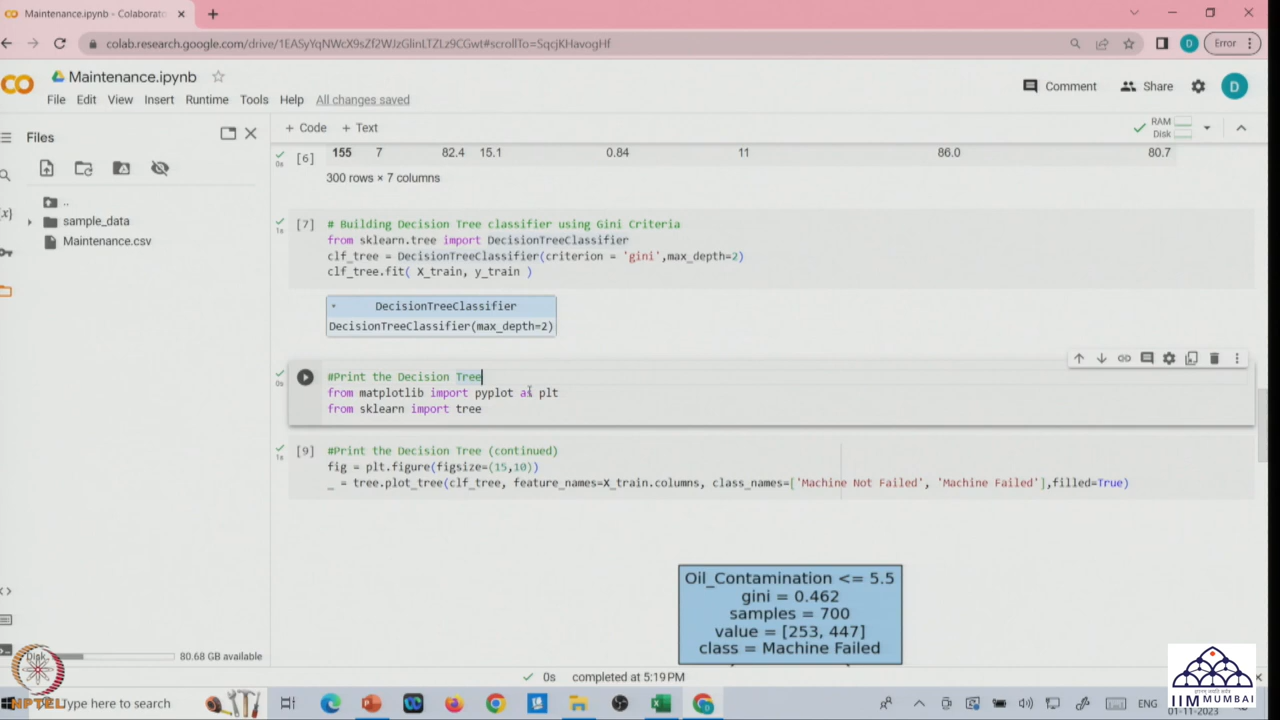 Maintenance.ipynb - Colaborato
colab.research.google.com/drive/1EASyYqNWcX9sZf2WJzGlinLTZLz9CGwt#scrollTo=SqcjKHavogHf
D
Error
CO
Maintenance.ipynb
Comment
Share
D
File Edit View Insert Runtime Tools Help All changes saved
Files
+ Code + Text
RAM
Disk
..
sample_data
Maintenance.csv
{x}
[6]
155 7 82.4 15.1 0.84 11 86.0 80.7
0s
300 rows × 7 columns
[7]
1s
# Building Decision Tree classifier using Gini Criteria
from sklearn.tree import DecisionTreeClassifier
clf_tree = DecisionTreeClassifier(criterion = 'gini',max_depth=2)
clf_tree.fit( X_train, y_train )
DecisionTreeClassifier
DecisionTreeClassifier(max_depth=2)
0s
#Print the Decision Tree
from matplotlib import pyplot as plt
from sklearn import tree
[9]
1s
#Print the Decision Tree (continued)
fig = plt.figure(figsize=(15,10))
_ = tree.plot_tree(clf_tree, feature_names=X_train.columns, class_names=['Machine Not Failed', 'Machine Failed'],filled=True)
Oil_Contamination <= 5.5
gini = 0.462
samples = 700
value = [253, 447]
class = Machine Failed
Disk
80.68 GB available
0s completed at 5:19 PM
NPTEL
Type here to search
ENG
01-11-2023
IIM MUMBAI